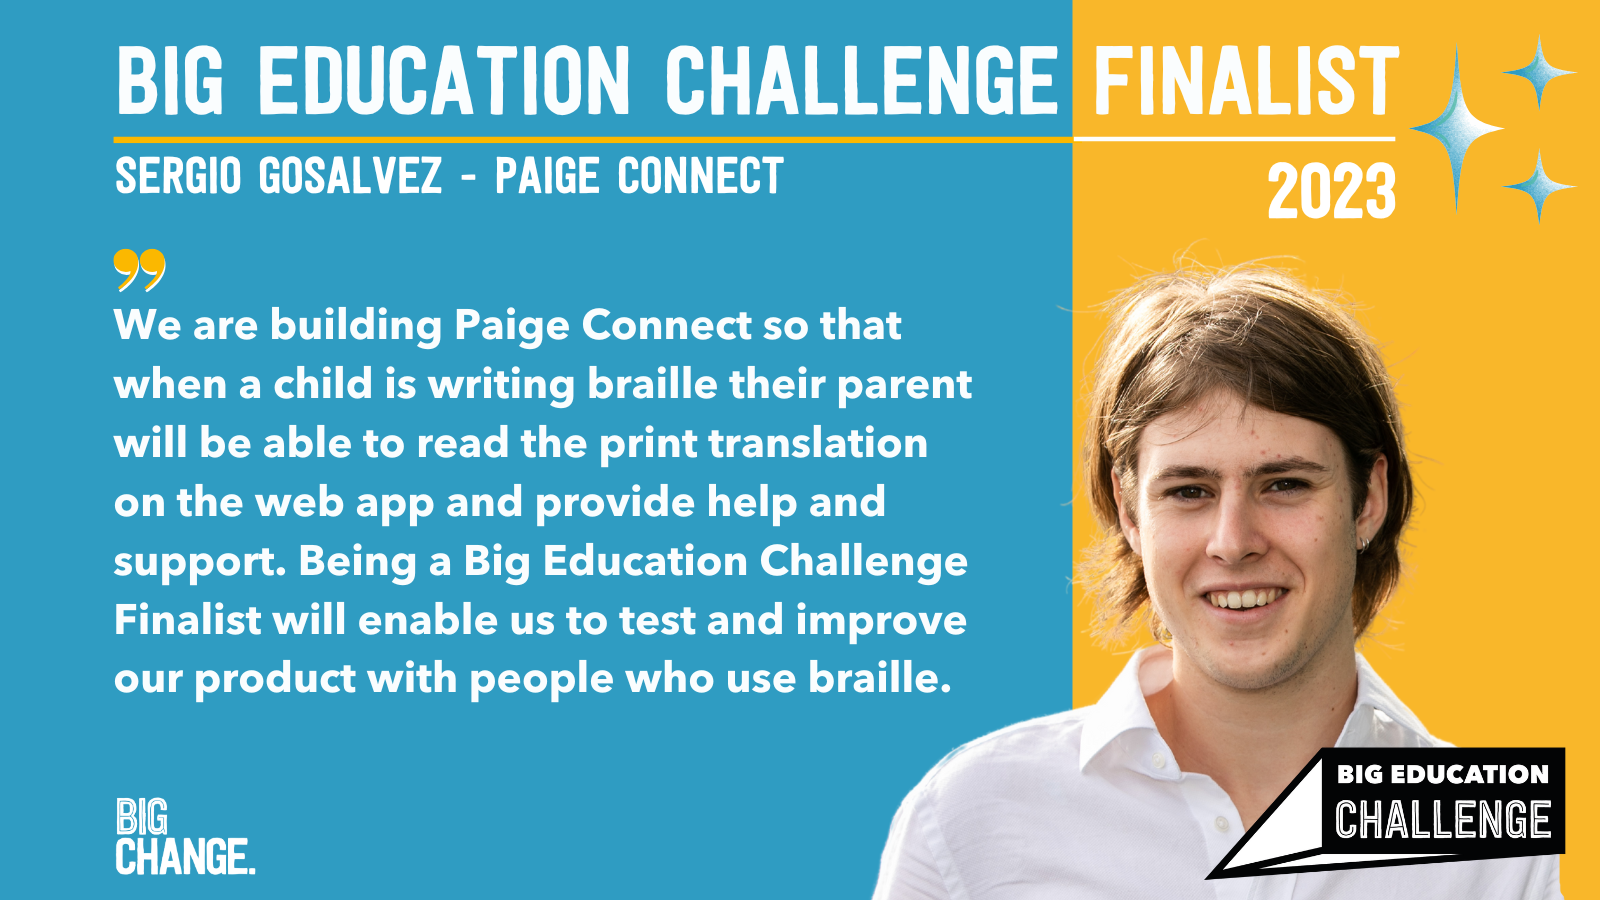 BIG EDUCATION CHALLENGE FINALIST
SERGIO GOSALVEZ - PAIGE CONNECT
2023
”
We are building Paige Connect so that
when a child is writing braille their parent
will be able to read the print translation
on the web app and provide help and
support. Being a Big Education Challenge
Finalist will enable us to test and improve
our product with people who use braille.
BIG
CHANGE.
BIG EDUCATION
CHALLENGE